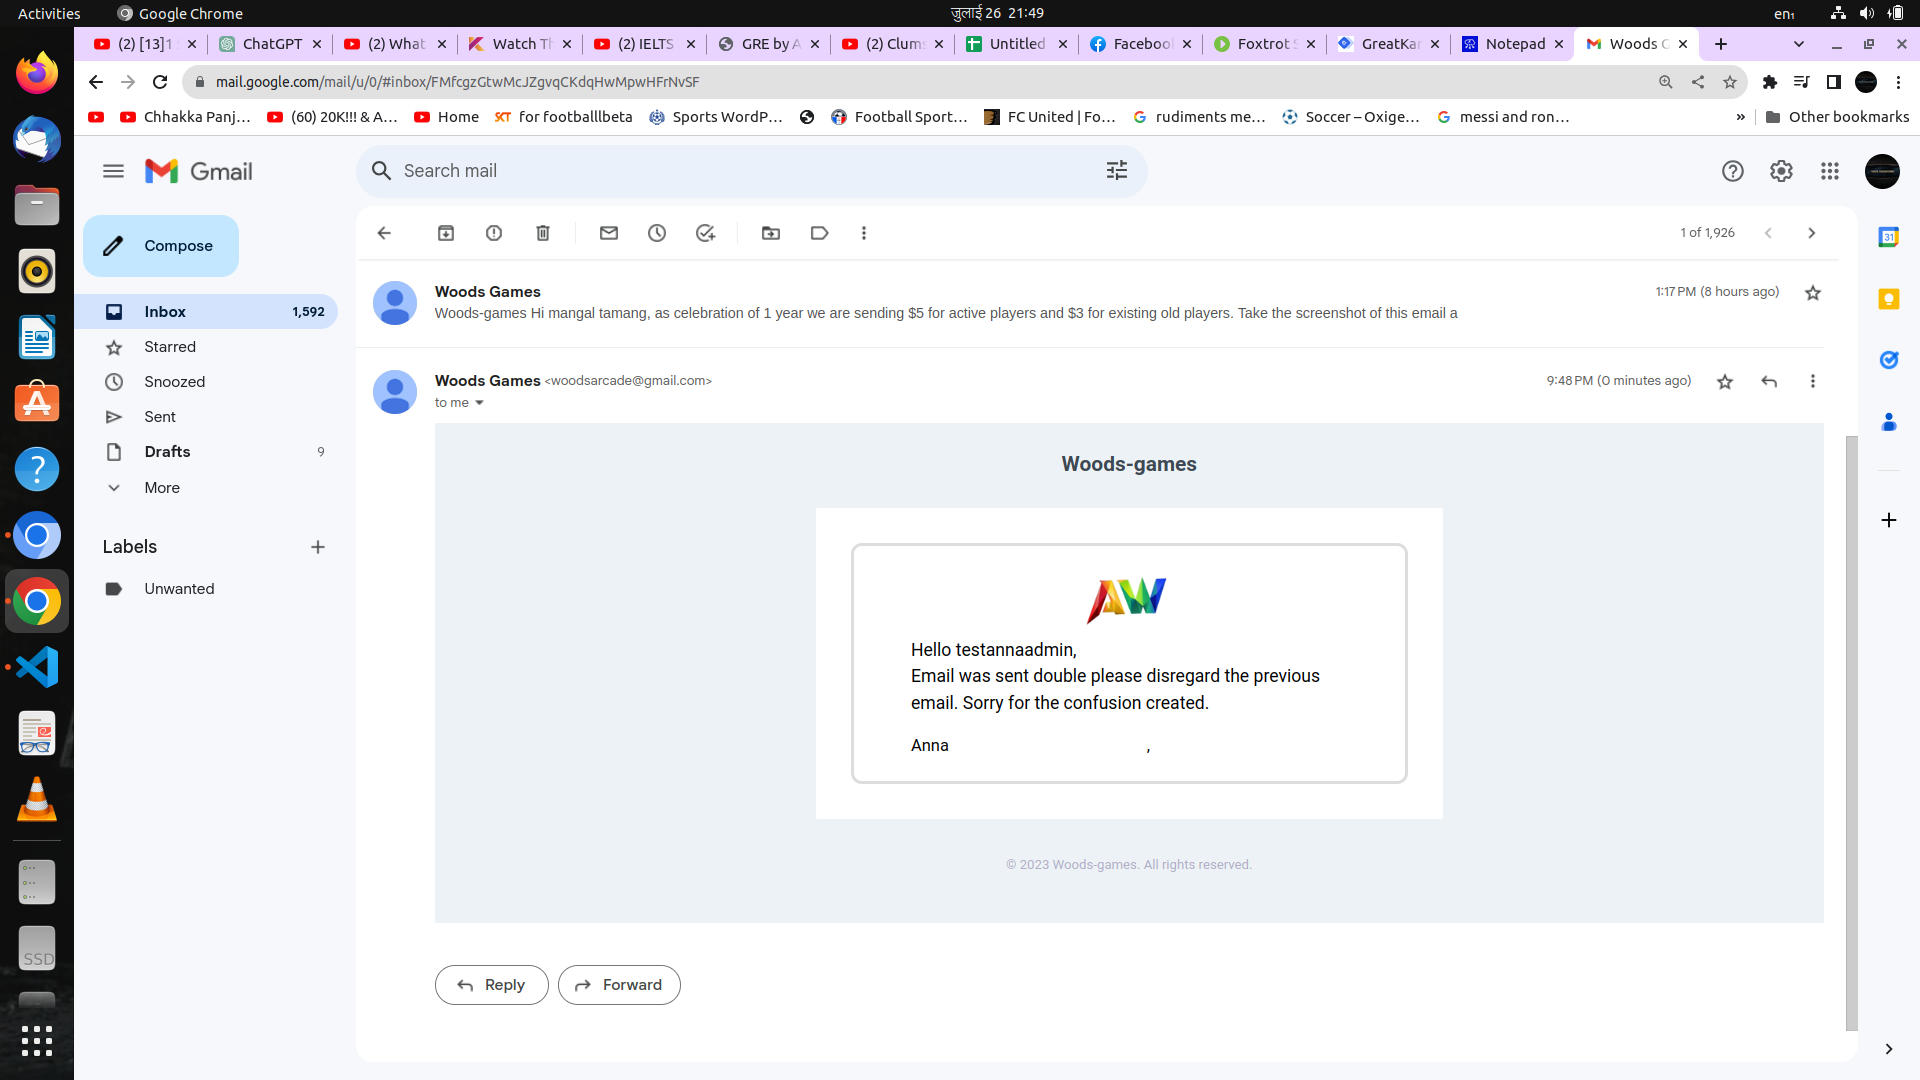 Activities
Google Chrome
जुलाई 26 21:49
en₁
(2) [13]1
ChatGPT
(2) What
Watch Th
(2) IELTS
GRE by A
(2) Clums
Untitled
Facebook
Foxtrot S
GreatKar
Notepad
Woods G
mail.google.com/mail/u/0/#inbox/FMfcgzGtwMcJZgvqCKdqHwMpwHFrNvSF
Chhakka Panj…
(60) 20K!!! & A…
Home
SKT for footballlbeta
Sports WordP…
Football Sport…
FC United | Fo…
rudiments me…
Soccer – Oxige…
messi and ron…
»
Other bookmarks
Gmail
Search mail
Compose
1 of 1,926
Inbox 1,592
Starred
Snoozed
Sent
Drafts 9
More
Labels
Unwanted
Woods Games
1:17 PM (8 hours ago)
Woods-games Hi mangal tamang, as celebration of 1 year we are sending $5 for active players and $3 for existing old players. Take the screenshot of this email a
Woods Games <woodsarcade@gmail.com>
9:48 PM (0 minutes ago)
to me
Woods-games
AW
Hello testannaadmin,
Email was sent double please disregard the previous
email. Sorry for the confusion created.
Anna ,
© 2023 Woods-games. All rights reserved.
Reply
Forward
31
SSD